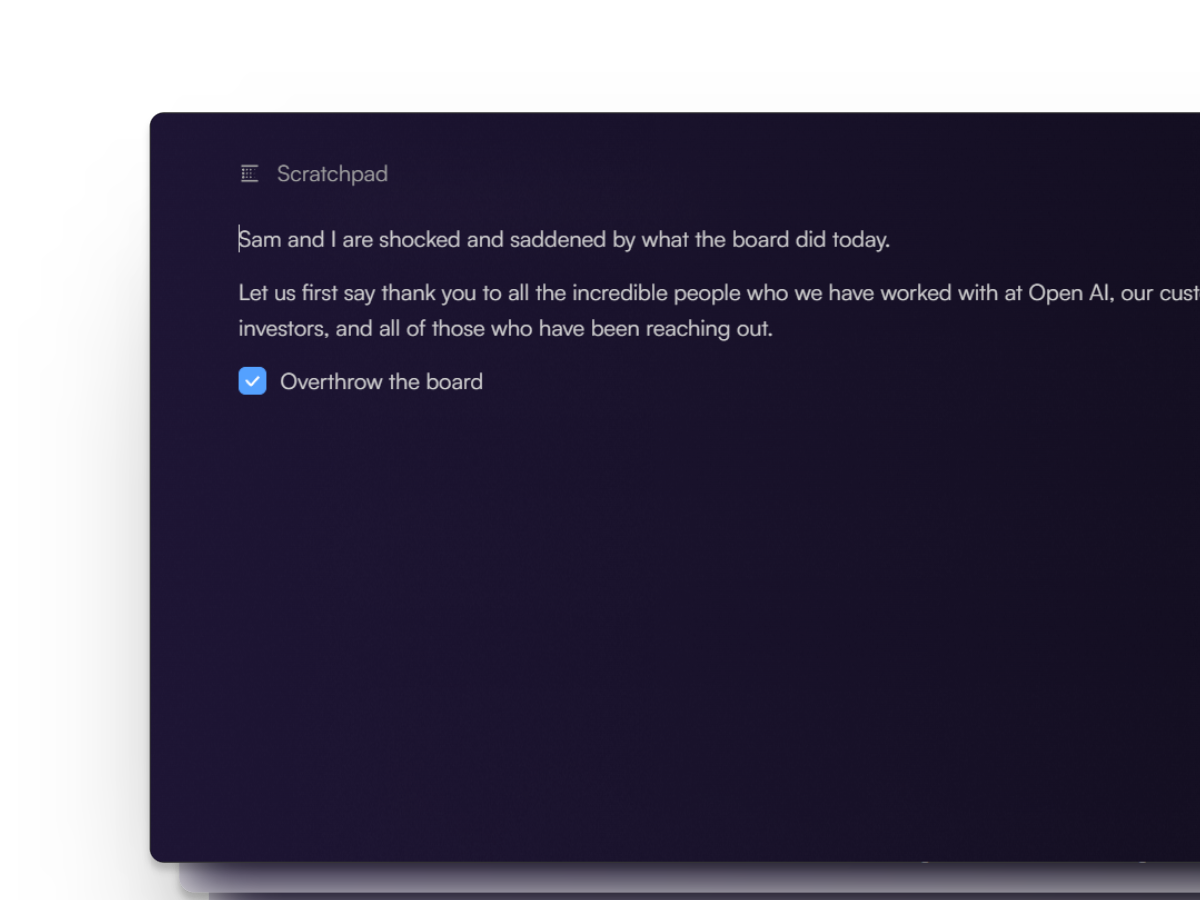 Scratchpad
Sam and I are shocked and saddened by what the board did today.
Let us first say thank you to all the incredible people who we have worked with at Open AI, our
investors, and all of those who have been reaching out.
Overthrow the board